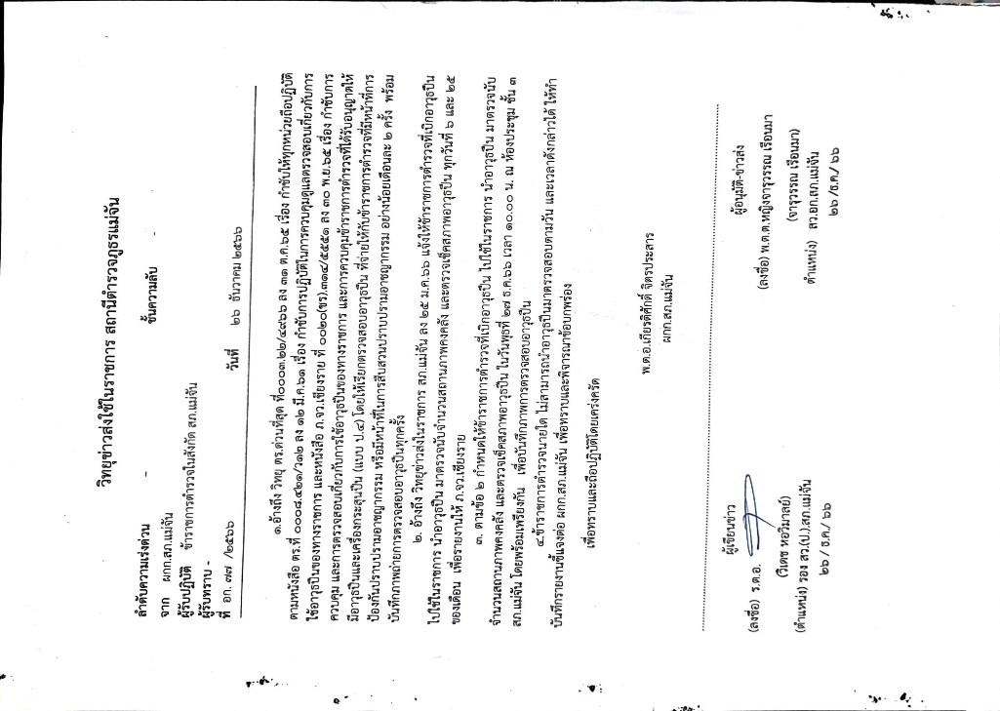 วิทยุข่าวส่งใช้ในราชการ สถานีตำรวจภูธรแม่จัน
ลำดับความเร่งด่วน - ชั้นความลับ -
จาก ผกก.สภ.แม่จัน
ผู้รับปฏิบัติ ข้าราชการตำรวจในสังกัด สภ.แม่จัน
ผู้รับทราบ -
ที่ อก. ๗๗ /๒๕๖๖ วันที่ ๒๖ ธันวาคม ๒๕๖๖
๑.อ้างถึง วิทยุ ตร.ด่วนที่สุด ที่๐๐๐๓.๒๒/๔๙๖๖ ลง ๓๑ ต.ค.๖๕ เรื่อง กำชับให้ทุกหน่วยถือปฏิบัติ
ตามหนังสือ ตร.ที่ ๐๐๐๘.๔๒๑/๖๗๒ ลง ๑๒ มี.ค.๖๑ เรื่อง กำชับการปฏิบัติในการควบคุมดูแลตรวจสอบเกี่ยวกับการ
ใช้อาวุธปืนของทางราชการ และหนังสือ ภ.จว.เชียงราย ที่ ๐๐๒๐(ชร).๓๑๔/๕๕๕๑ ลง ๓๐ พ.ย.๖๕ เรื่อง กำชับการ
ควบคุม และการตรวจสอบเกี่ยวกับการใช้อาวุธปืนของทางราชการ และการควบคุมข้าราชการตำรวจที่ได้รับอนุญาตให้
มีอาวุธปืนและเครื่องกระสุนปืน (แบบ ป.๔) โดยให้เรียกตรวจสอบอาวุธปืน ที่จ่ายให้กับข้าราชการตำรวจที่มีหน้าที่การ
ป้องกันปราบปรามอาชญากรรม หรือมีหน้าที่ในการสืบสวนปราบปรามอาชญากรรม อย่างน้อยเดือนละ ๒ ครั้ง พร้อม
บันทึกภาพถ่ายการตรวจสอบอาวุธปืนทุกครั้ง
๒. อ้างถึง วิทยุข่าวส่งในราชการ สภ.แม่จัน ลง ๒๕ ม.ค.๖๖ แจ้งให้ข้าราชการตำรวจที่เบิกอาวุธปืน
ไปใช้ในราชการ นำอาวุธปืน มาตรวจนับจำนวนสถานภาพคงคลัง และตรวจเช็คสภาพอาวุธปืน ทุกวันที่ ๖ และ ๒๕
ของเดือน เพื่อรายงานให้ ภ.จว.เชียงราย
๓. ตามข้อ ๒ กำหนดให้ข้าราชการตำรวจที่เบิกอาวุธปืน ไปใช้ในราชการ นำอาวุธปืน มาตรวจนับ
จำนวนสถานภาพคงคลัง และตรวจเช็คสภาพอาวุธปืน ในวันพุธที่ ๒๗ ธ.ค.๖๖ เวลา ๑๐.๐๐ น. ณ ห้องประชุม ชั้น ๓
สภ.แม่จัน โดยพร้อมเพรียงกัน เพื่อบันทึกภาพการตรวจสอบอาวุธปืน
๔.ข้าราชการตำรวจนายใด ไม่สามารถนำอาวุธปืนมาตรวจสอบตามวัน และเวลาดังกล่าวได้ ให้ทำ
บันทึกรายงานชี้แจงต่อ ผกก.สภ.แม่จัน เพื่อทราบและพิจารณาข้อบกพร่อง
เพื่อทราบและถือปฏิบัติโดยเคร่งครัด
พ.ต.อ.เกียรติศักดิ์ จิตรประสาร
ผกก.สภ.แม่จัน
ผู้เขียนข่าว
(ลงชื่อ) ร.ต.อ.
(วิเดช หอวิมาลย์)
(ตำแหน่ง) รอง สว.(ป.)สภ.แม่จัน
๒๖ / ธ.ค./ ๖๖
ผู้อนุมัติ-ข่าวส่ง
(ลงชื่อ) พ.ต.ต.หญิงจารุวรรณ เรือนมา
(จารุวรรณ เรือนมา)
ตำแหน่ง) สว.อก.สภ.แม่จัน
๒๖ /ธ.ค./ ๖๖